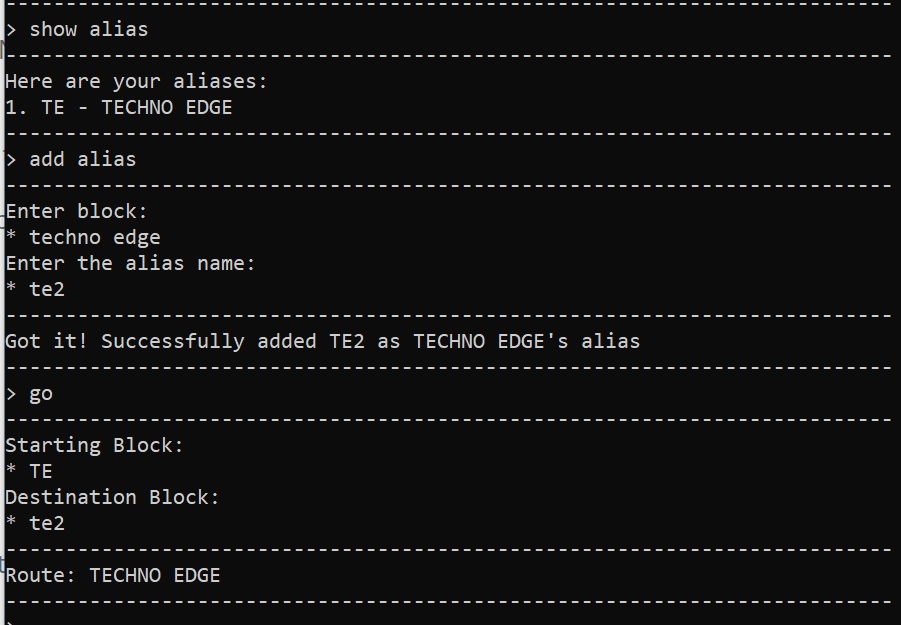 --------------------------------------------------------------------------
> show alias
--------------------------------------------------------------------------
Here are your aliases:
1. TE - TECHNO EDGE
--------------------------------------------------------------------------
> add alias
--------------------------------------------------------------------------
Enter block:
* techno edge
Enter the alias name:
* te2
--------------------------------------------------------------------------
Got it! Successfully added TE2 as TECHNO EDGE's alias
--------------------------------------------------------------------------
> go
--------------------------------------------------------------------------
Starting Block:
* TE
Destination Block:
* te2
--------------------------------------------------------------------------
Route: TECHNO EDGE
--------------------------------------------------------------------------